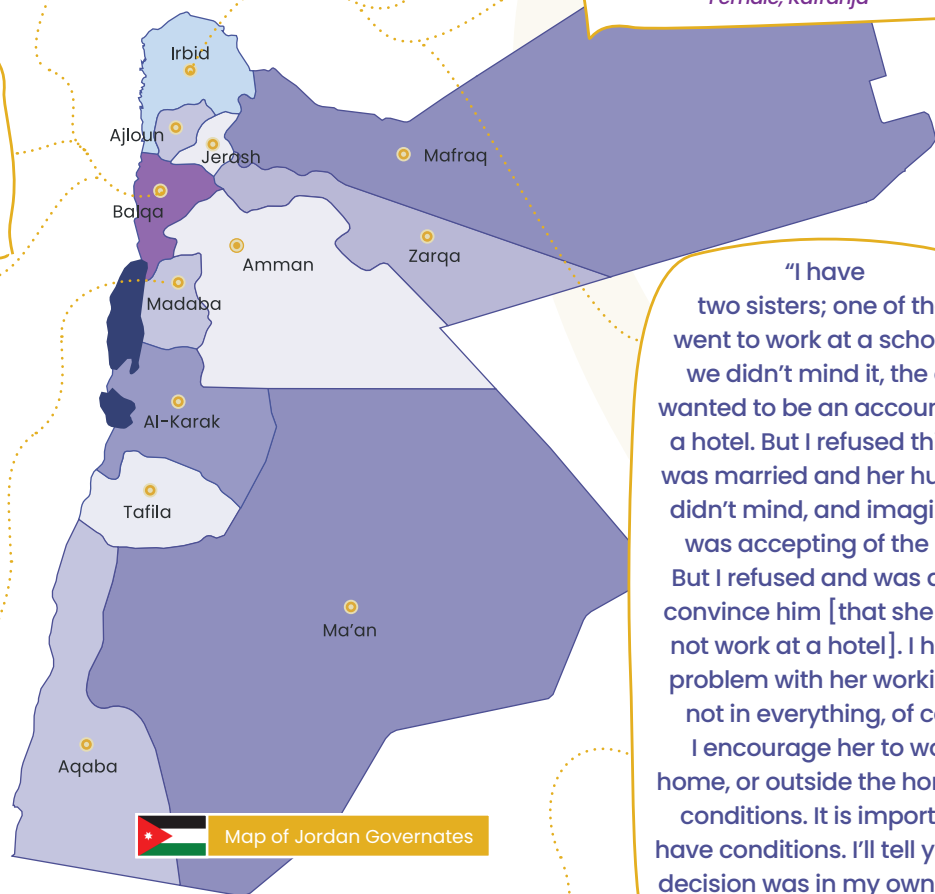 Female, Kafranja
Irbid
Ajloun
Jerash
Mafraq
Balqa
Zarqa
Amman
Madaba
Al-Karak
Tafila
Ma’an
Aqaba
Map of Jordan Governates
“I have
two sisters; one of th
went to work at a scho
we didn’t mind it, the
wanted to be an accou
a hotel. But I refused th
was married and her hu
didn’t mind, and imagi
was accepting of the
But I refused and was
convince him [that she
not work at a hotel]. I h
problem with her worki
not in everything, of
I encourage her to wo
home, or outside the ho
conditions. It is import
have conditions. I’ll tell y
decision was in my own